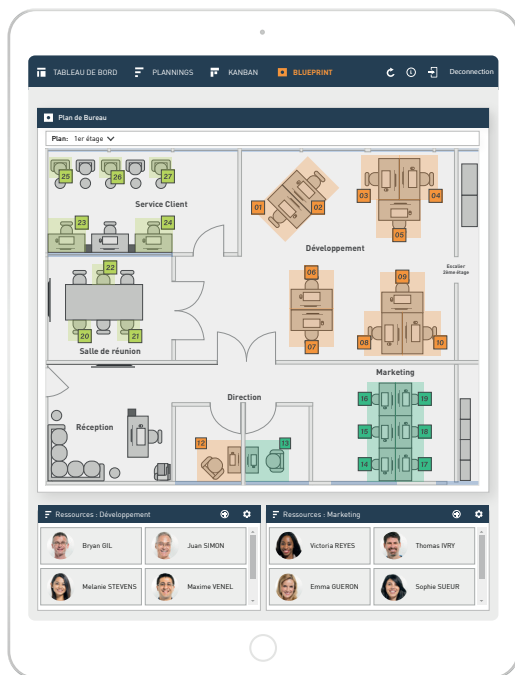 TABLEAU DE BORD PLANNINGS KANBAN BLUEPRINT Deconnection
Plan de Bureau
Plan: 1er étage
25 26 27
Service Client
01 02 03 04
23 24
05
Développement
22
06 09
Escalier
2ème étage
20 21
07 08 10
Salle de réunion
Marketing
Direction
16 19
Réception
15 18
12 13
14 17
Ressources : Développement
Bryan GIL Juan SIMON
Melanie STEVENS Maxime VENEL
Ressources : Marketing
Victoria REYES Thomas IVRY
Emma GUERON Sophie SUEUR